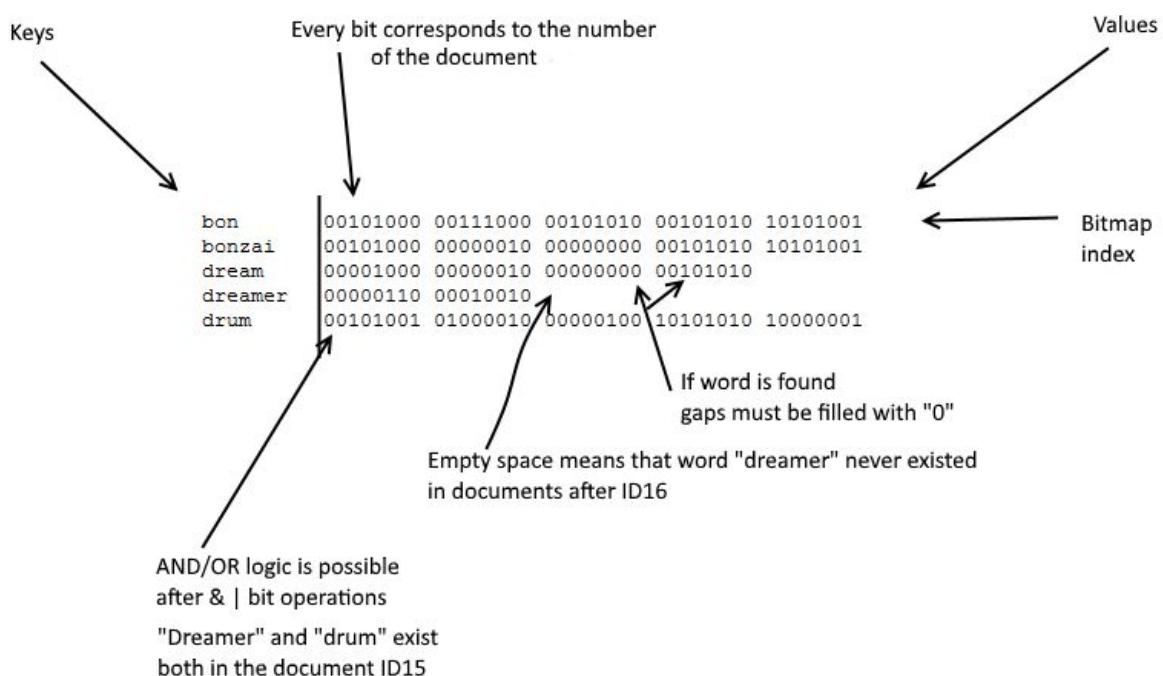 Keys
Every bit corresponds to the number
of the document
Values
bon 00101000 00111000 00101010 00101010 10101001
bonzai 00101000 00000010 00000000 00101010 10101001
dream 00001000 00000010 00000000 00101010
dreamer 00000110 00010010
drum 00101001 01000010 00000100 10101010 10000001
Bitmap
index
If word is found
gaps must be filled with "0"
Empty space means that word "dreamer" never existed
in documents after ID16
AND/OR logic is possible
after & | bit operations
"Dreamer" and "drum" exist
both in the document ID15